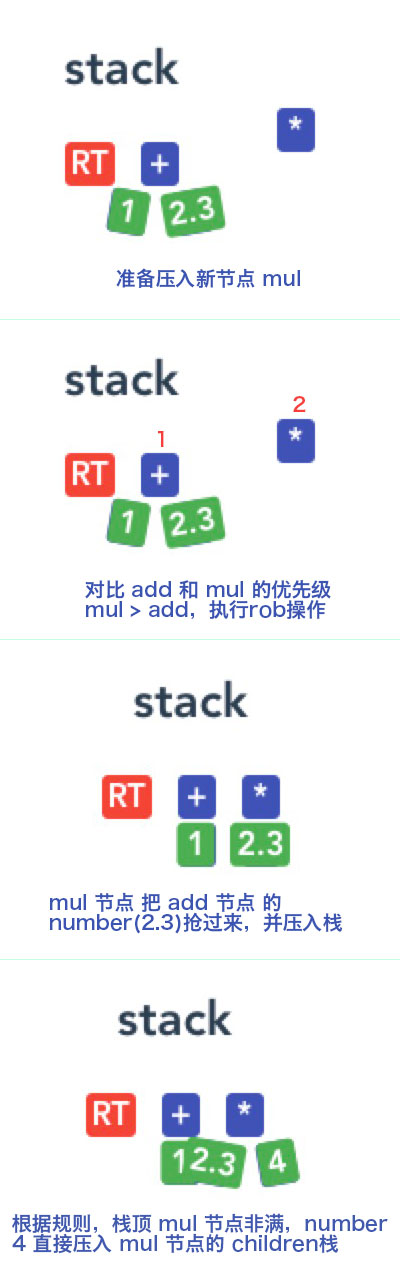 stack
*
RT +
1 2.3
准备压入新节点 mul
stack
2
1
*
RT +
1 2.3
对比 add 和 mul 的优先级
mul > add，执行rob操作
stack
RT + *
1 2.3
mul 节点 把 add 节点 的
number(2.3)抢过来，并压入栈
stack
RT + *
1 2.3 4
根据规则，栈顶 mul 节点非满，number
4 直接压入 mul 节点的 children栈